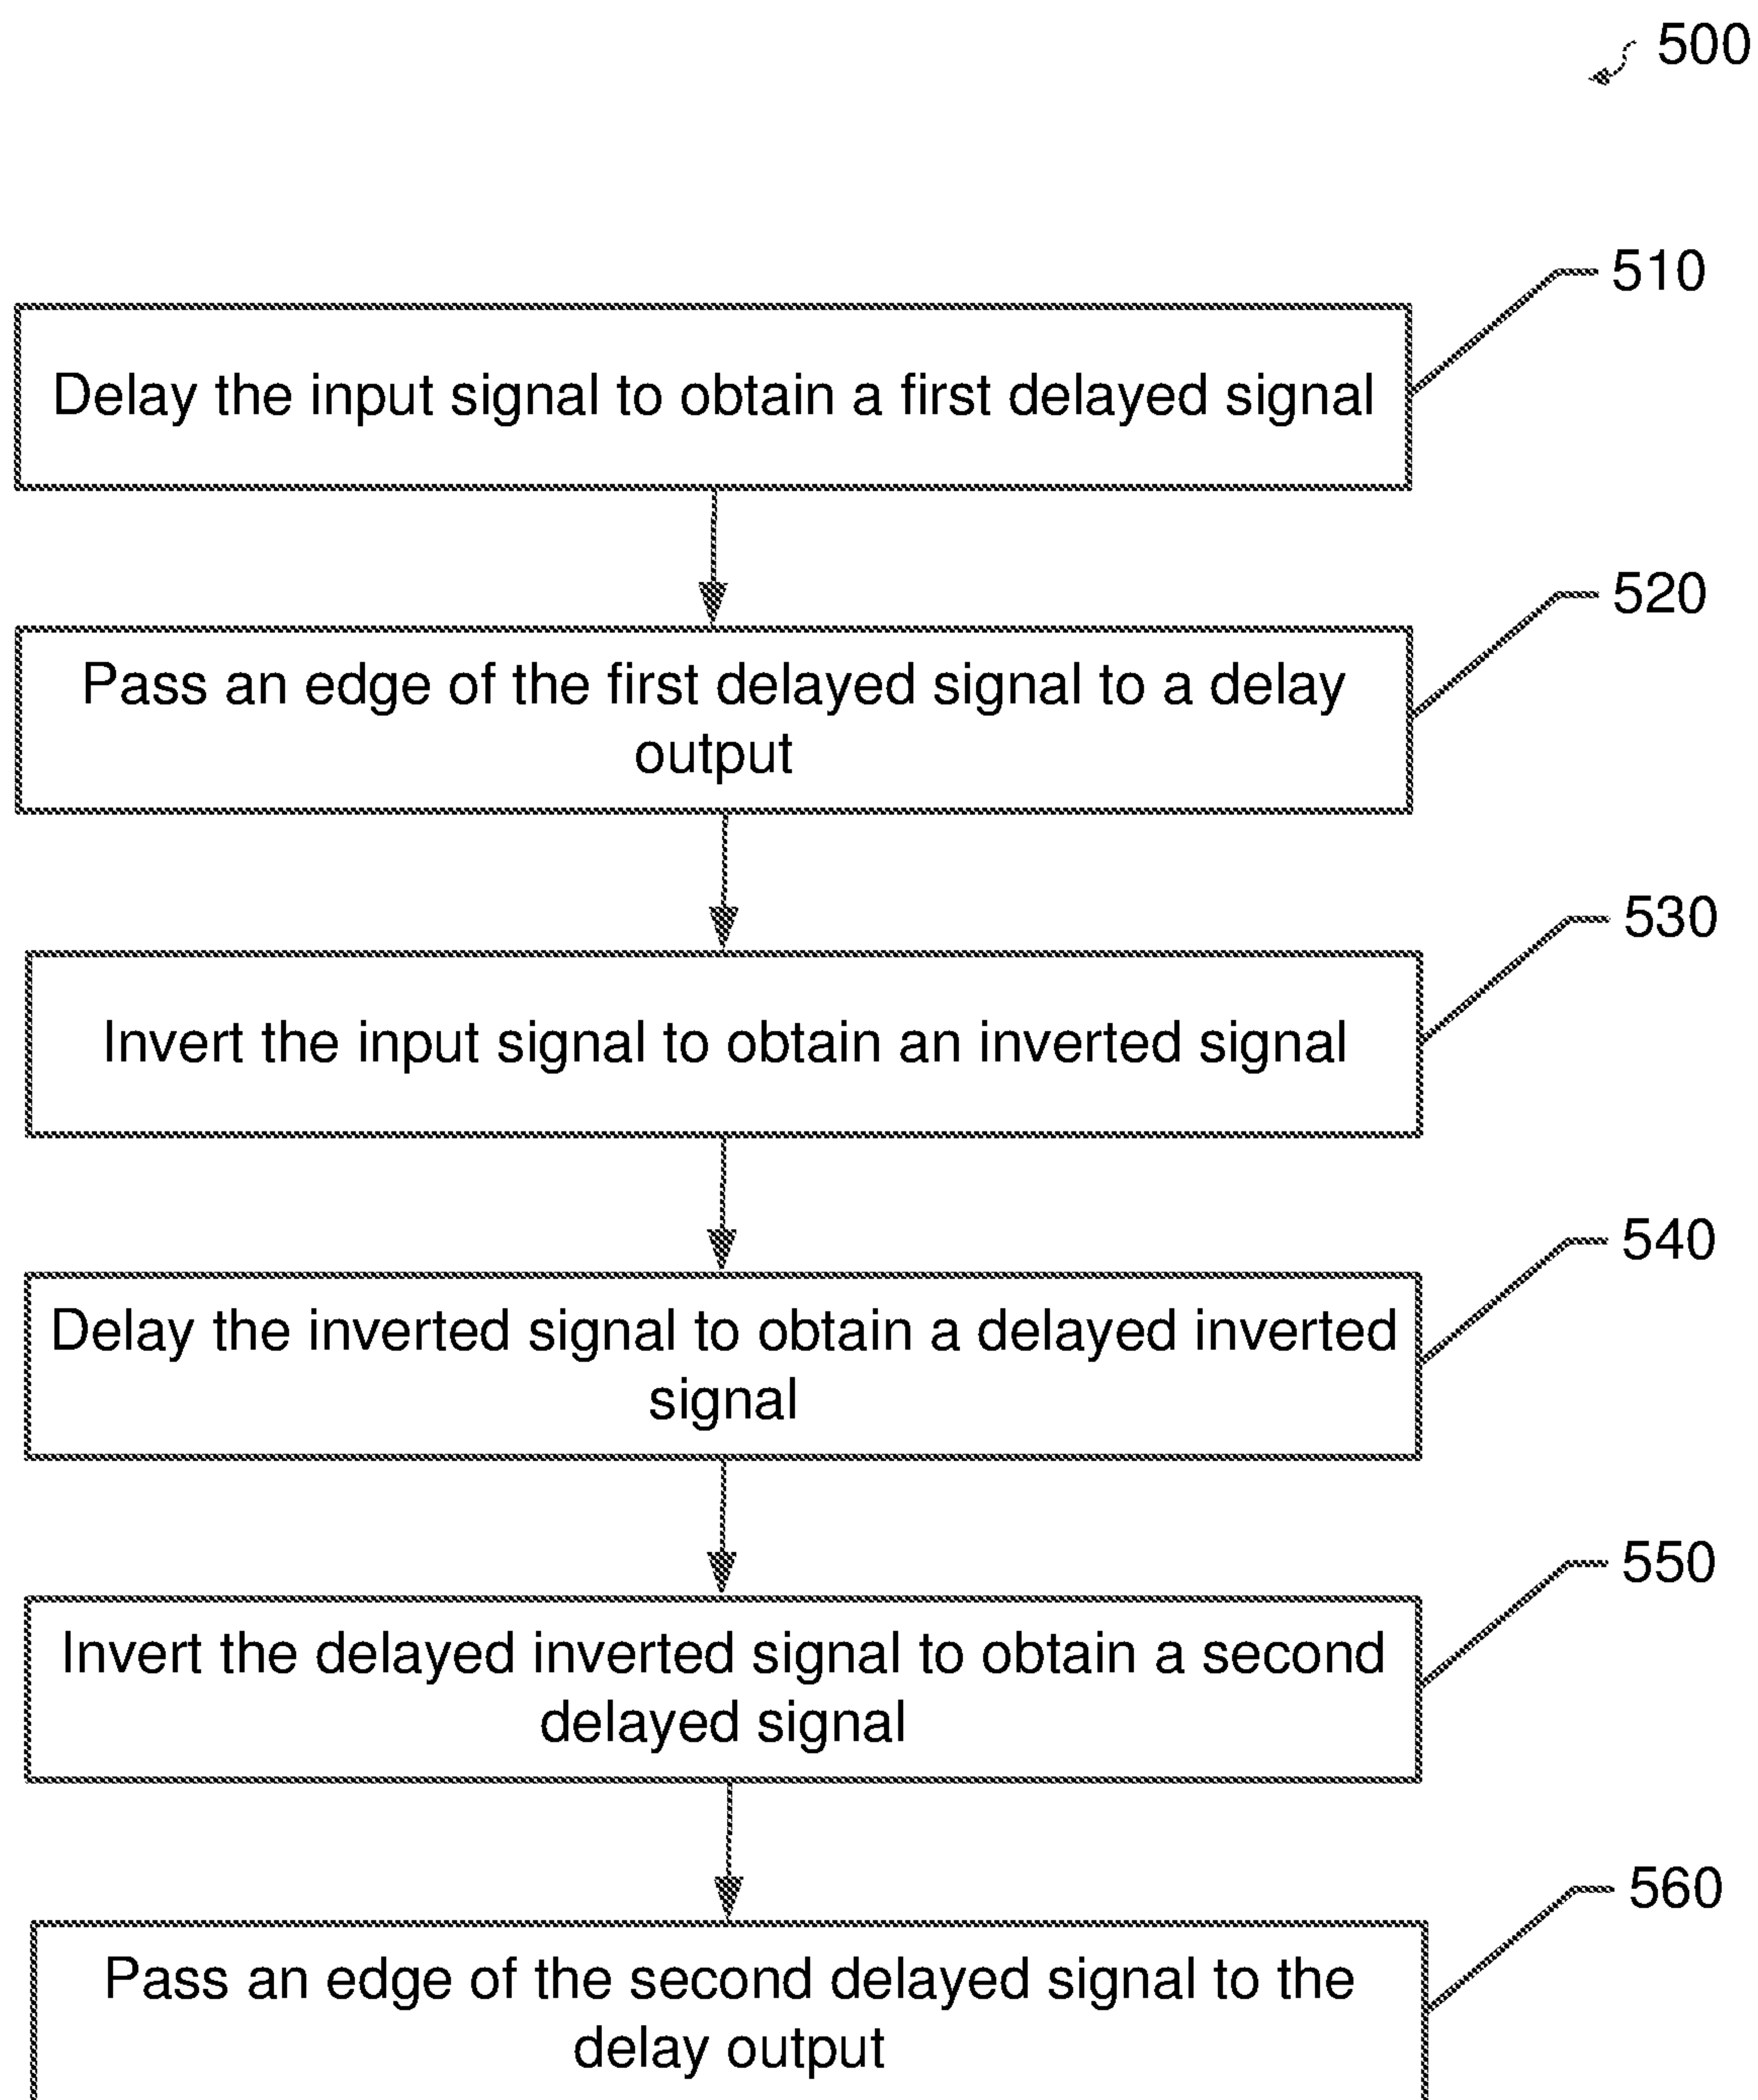 500
510
Delay the input signal to obtain a first delayed signal
520
Pass an edge of the first delayed signal to a delay
output
530
Invert the input signal to obtain an inverted signal
540
Delay the inverted signal to obtain a delayed inverted
signal
550
Invert the delayed inverted signal to obtain a second
delayed signal
560
Pass an edge of the second delayed signal to the
delay output